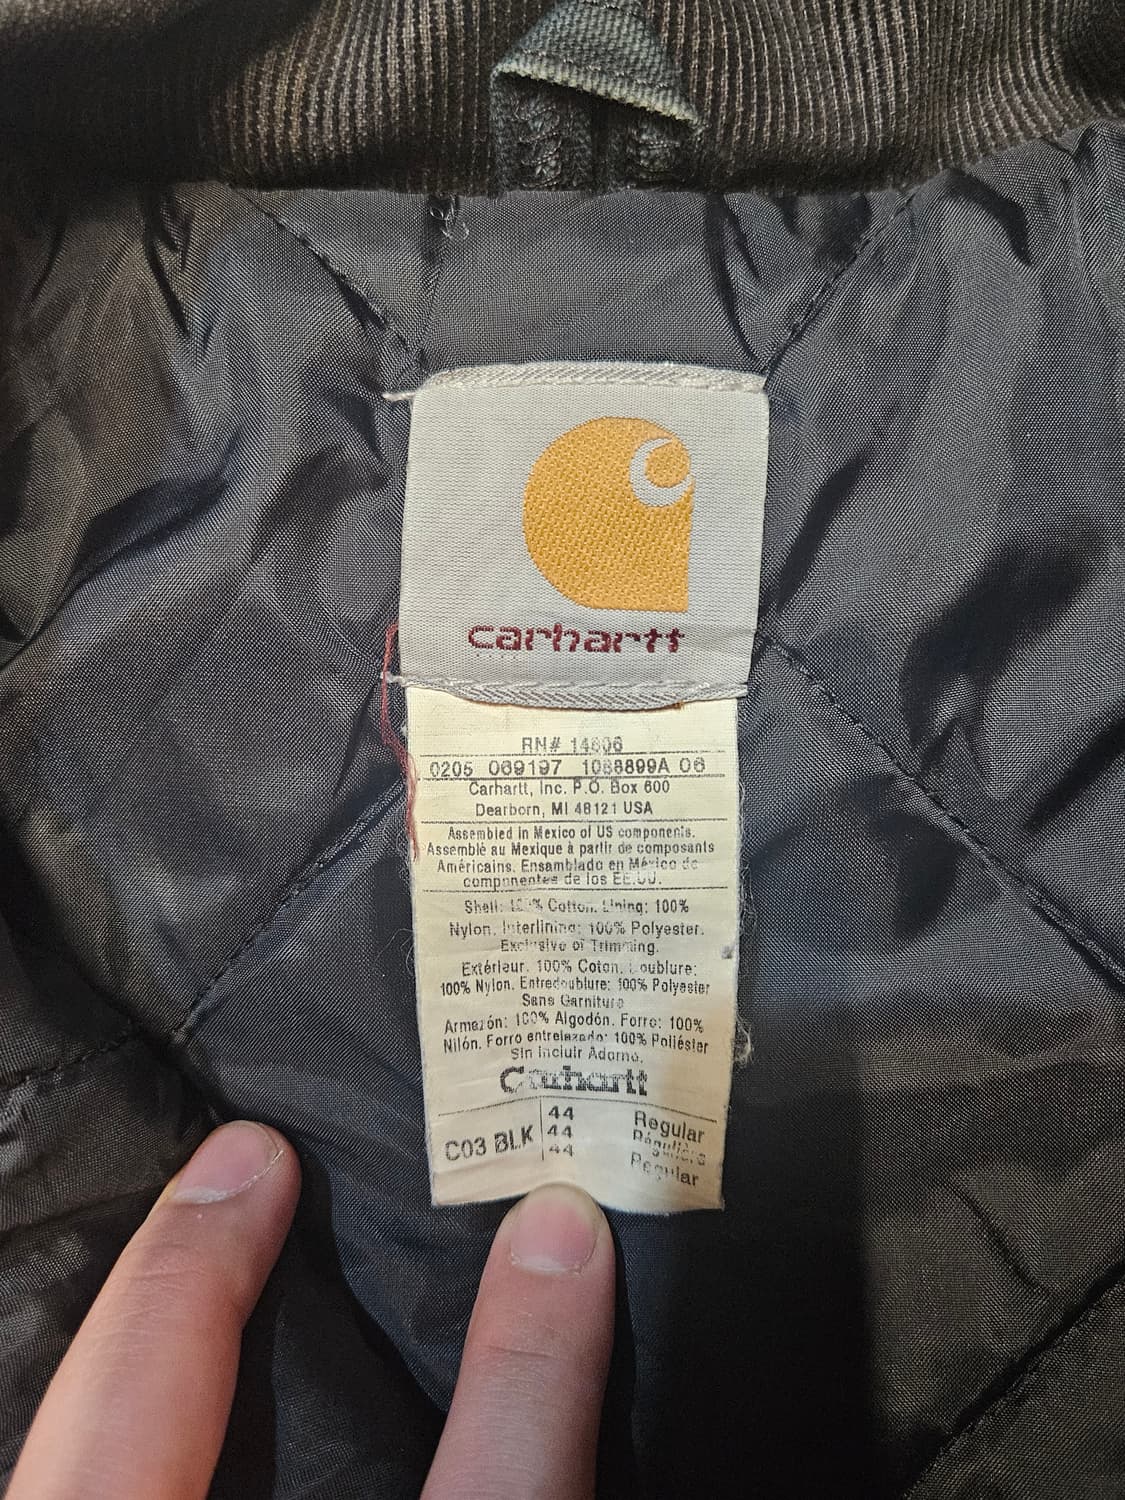 carhartt
RN# 14806
0205 069197 1088899A 06
Carhartt, Inc. P.O. Box 600
Dearborn, MI 48121 USA
Assembled in Mexico of US components.
Assemblé au Mexique à partir de composants
Américains. Ensamblado en México de
componentes de los EE.UU.
Shell: 100% Cotton. Lining: 100%
Nylon. Interlining: 100% Polyester.
Exclusive of Trimming.
Extérieur. 100% Coton. Doublure:
100% Nylon. Entredoublure: 100% Polyester
Sans Garniture
Armazón: 100% Algodón. Forro: 100%
Nilón. Forro entrelazado: 100% Poliéster
Sin Incluir Adorno.
Carhartt
C03 BLK
44 Regular
44 Régulière
44 Regular